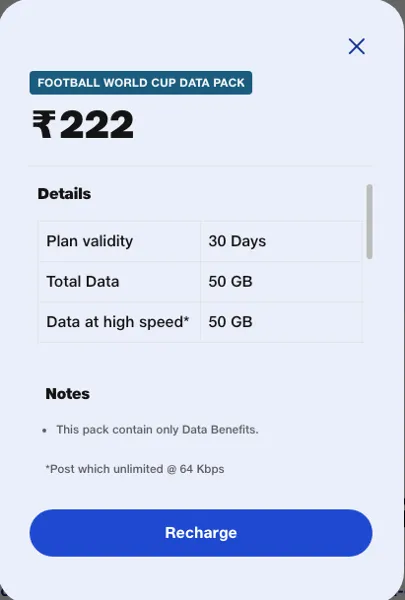 FOOTBALL WORLD CUP DATA PACK
₹222
Details
Plan validity 30 Days
Total Data 50 GB
Data at high speed* 50 GB
Notes
• This pack contain only Data Benefits.
*Post which unlimited @ 64 Kbps
Recharge